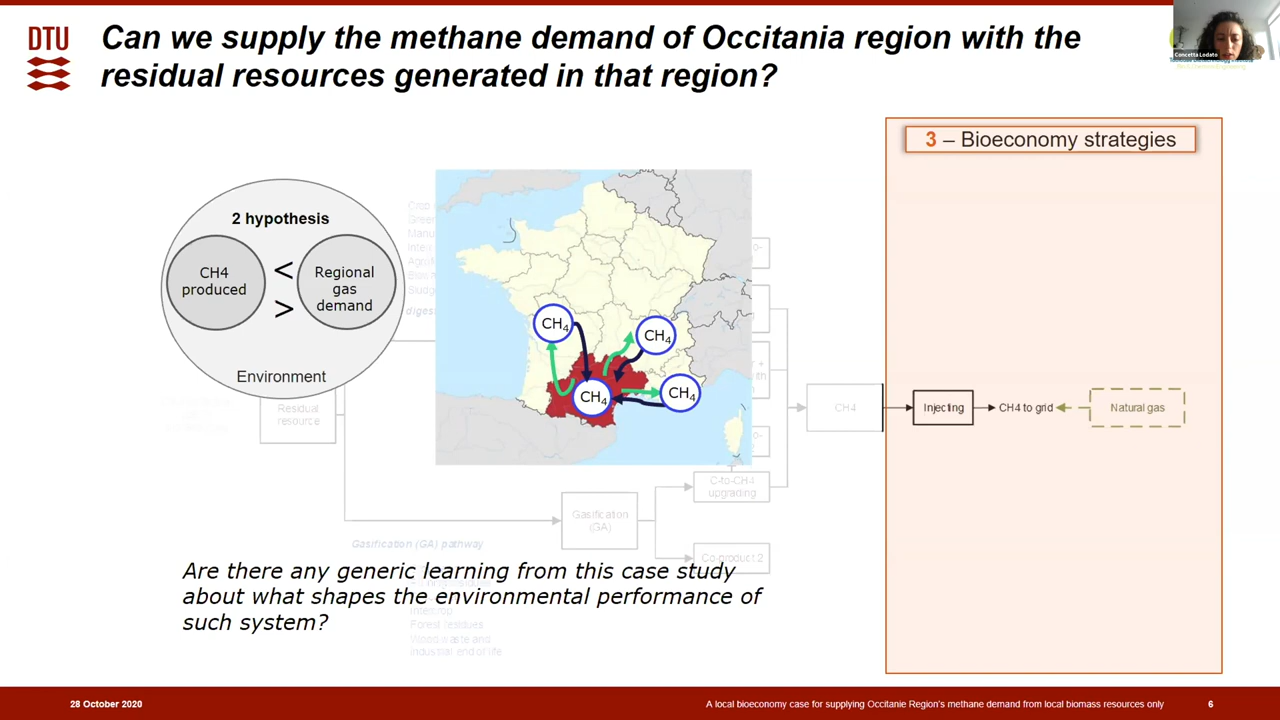 DTU
Can we supply the methane demand of Occitania region with the
residual resources generated in that region?
Concetta Lodato
3 – Bioeconomy strategies
2 hypothesis
CH4
produced
<
>
Regional
gas
demand
Environment
CH₄
CH₄
CH₄
CH₄
Residual
resource
CH4
Injecting
CH4 to grid
Natural gas
C-to-CH4
upgrading
Gasification
(GA)
Gasification (GA) pathway
Co-product 2
Are there any generic learning from this case study
about what shapes the environmental performance of
such system?
Intercrop
Forest residues
Wood waste and
industrial end of life
28 October 2020
A local bioeconomy case for supplying Occitanie Region's methane demand from local biomass resources only
6